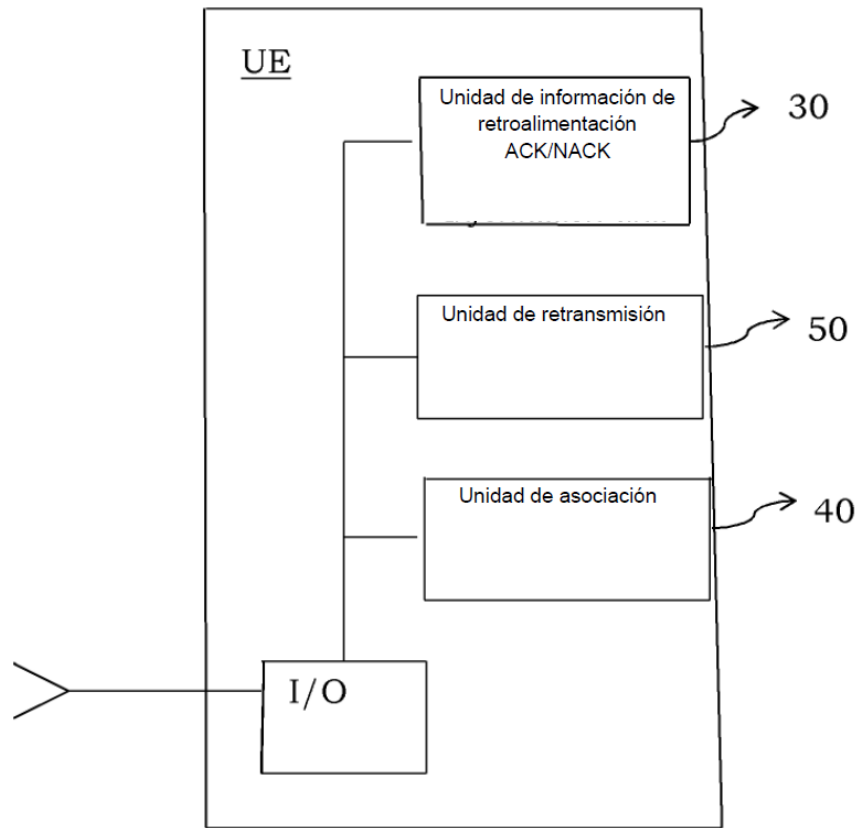 UE
Unidad de información de
retroalimentación
ACK/NACK
30
Unidad de retransmisión
50
Unidad de asociación
40
I/O